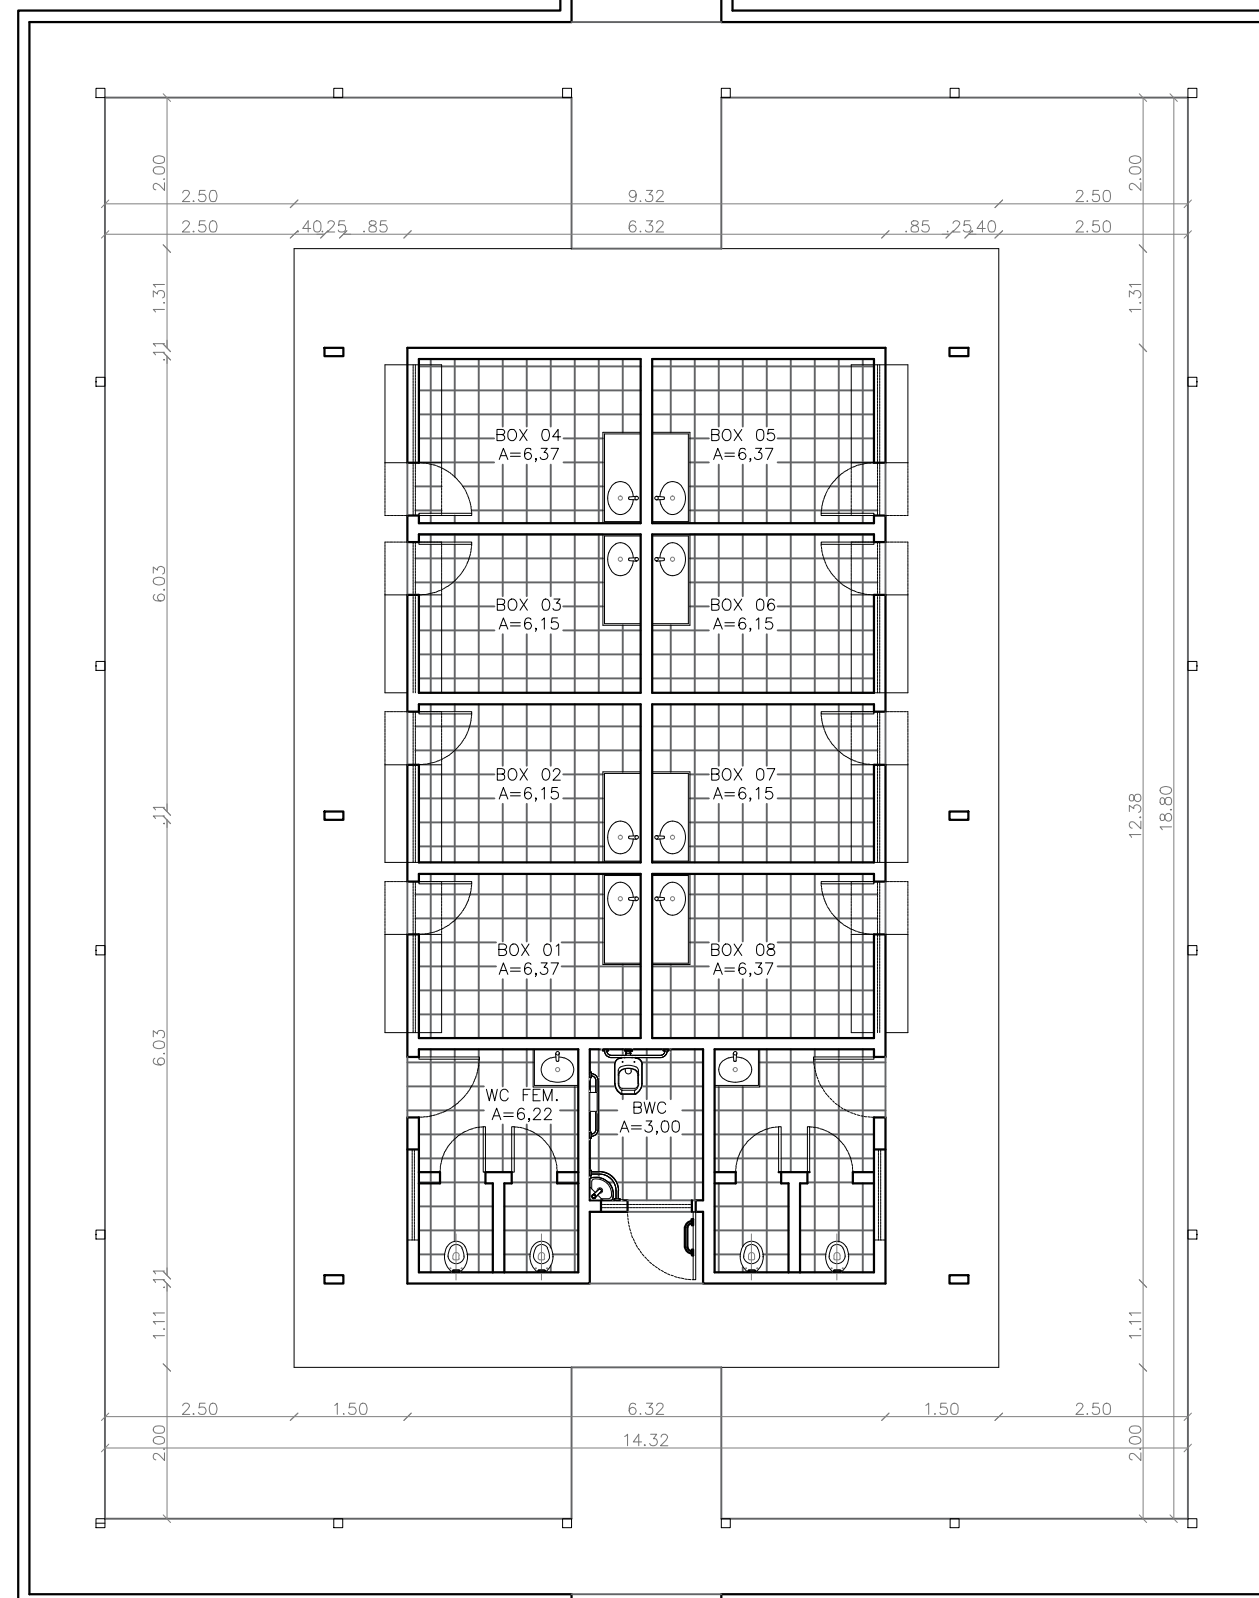 2.00
2.00
2.50
9.32
2.50
2.50
.40
.25
.85
6.32
.85
.25
.40
2.50
1.31
1.31
.11
BOX 04
A=6,37
BOX 05
A=6,37
6.03
BOX 03
A=6,15
BOX 06
A=6,15
BOX 02
A=6,15
BOX 07
A=6,15
.11
12.38
18.80
BOX 01
A=6,37
BOX 08
A=6,37
6.03
WC FEM.
A=6,22
BWC
A=3,00
.11
1.11
1.11
2.50
1.50
6.32
1.50
2.50
2.00
14.32
2.00